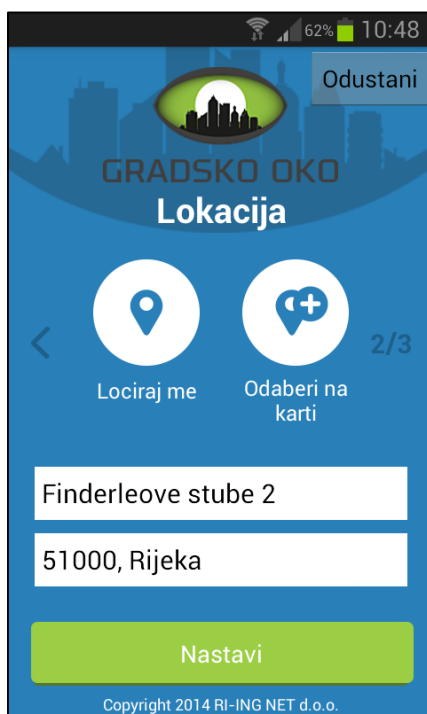 62% 10:48
Odustani
GRADSKO OKO
Lokacija
2/3
Lociraj me
Odaberi na
karti
Finderleove stube 2
51000, Rijeka
Nastavi
Copyright 2014 RI-ING NET d.o.o.